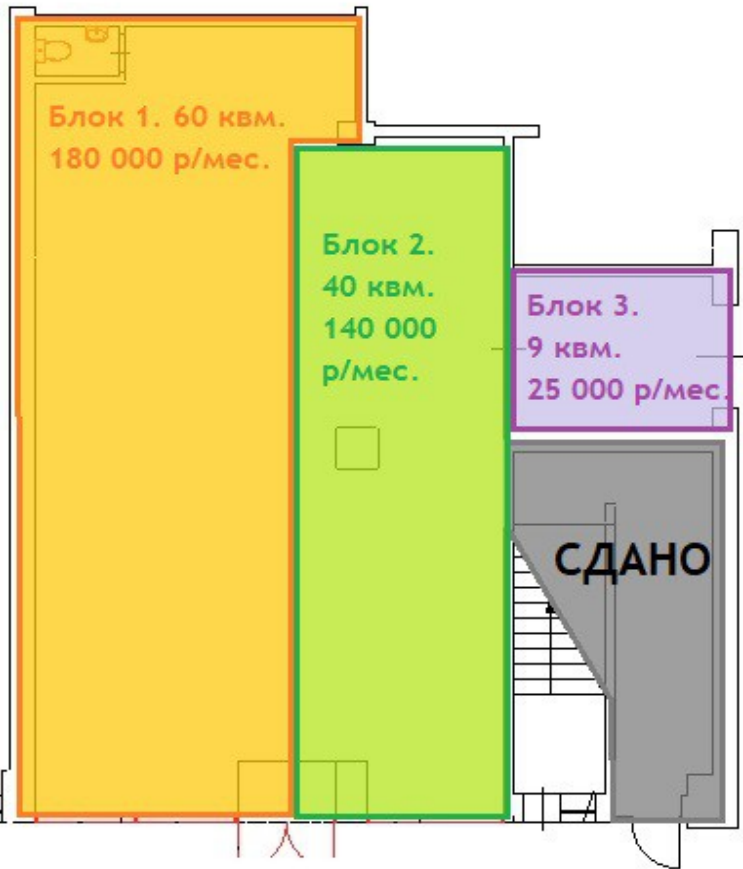 Блок 1. 60 квм.
180 000 р/мес.
Блок 2.
40 квм.
140 000
р/мес.
Блок 3.
9 квм.
25 000 р/мес.
СДАНО